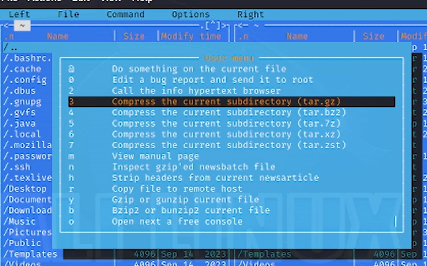 Left File Command Options Right
<─ ~ .[^]> <─ ~
.n Name Size Modify time .n Name Size Modify
/..
/.bashrc.
/.cache
/.config
/.dbus
/.gnupg
/.gvfs
/.java
/.local
/.mozilla
/.passwor
/.ssh
/.texlive
/Desktop
/Document
/Download
/Music
/Pictures
/Public
/Templates 4096 Sep 14 2023 /Templates 4096 Sep 1
/Videos 4096 Sep 14 2023 /Videos 4096 Sep 1
User menu
@ Do something on the current file
0 Edit a bug report and send it to root
2 Call the info hypertext browser
3 Compress the current subdirectory (tar.gz)
4 Compress the current subdirectory (tar.bz2)
5 Compress the current subdirectory (tar.7z)
6 Compress the current subdirectory (tar.xz)
7 Compress the current subdirectory (tar.zst)
m View manual page
n Inspect gzip'ed newsbatch file
h Strip headers from current newsarticle
r Copy file to remote host
y Gzip or gunzip current file
b Bzip2 or bunzip2 current file
o Open next a free console